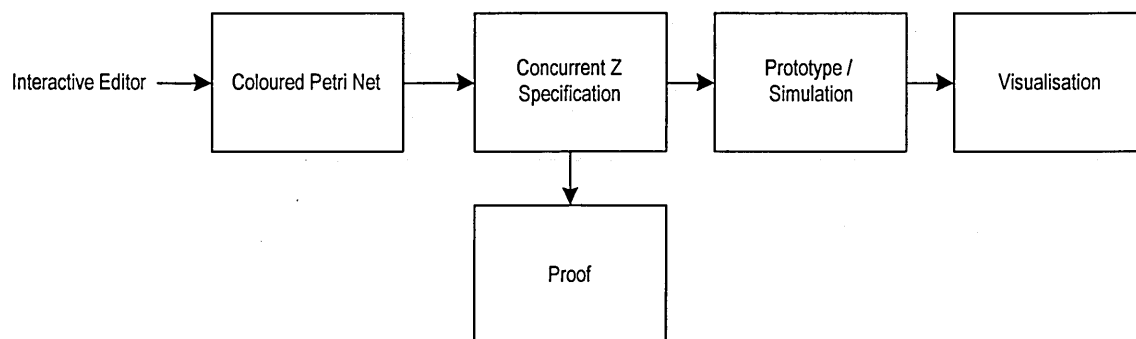 Interactive Editor
Coloured Petri Net
Concurrent Z
Specification
Prototype /
Simulation
Visualisation
Proof